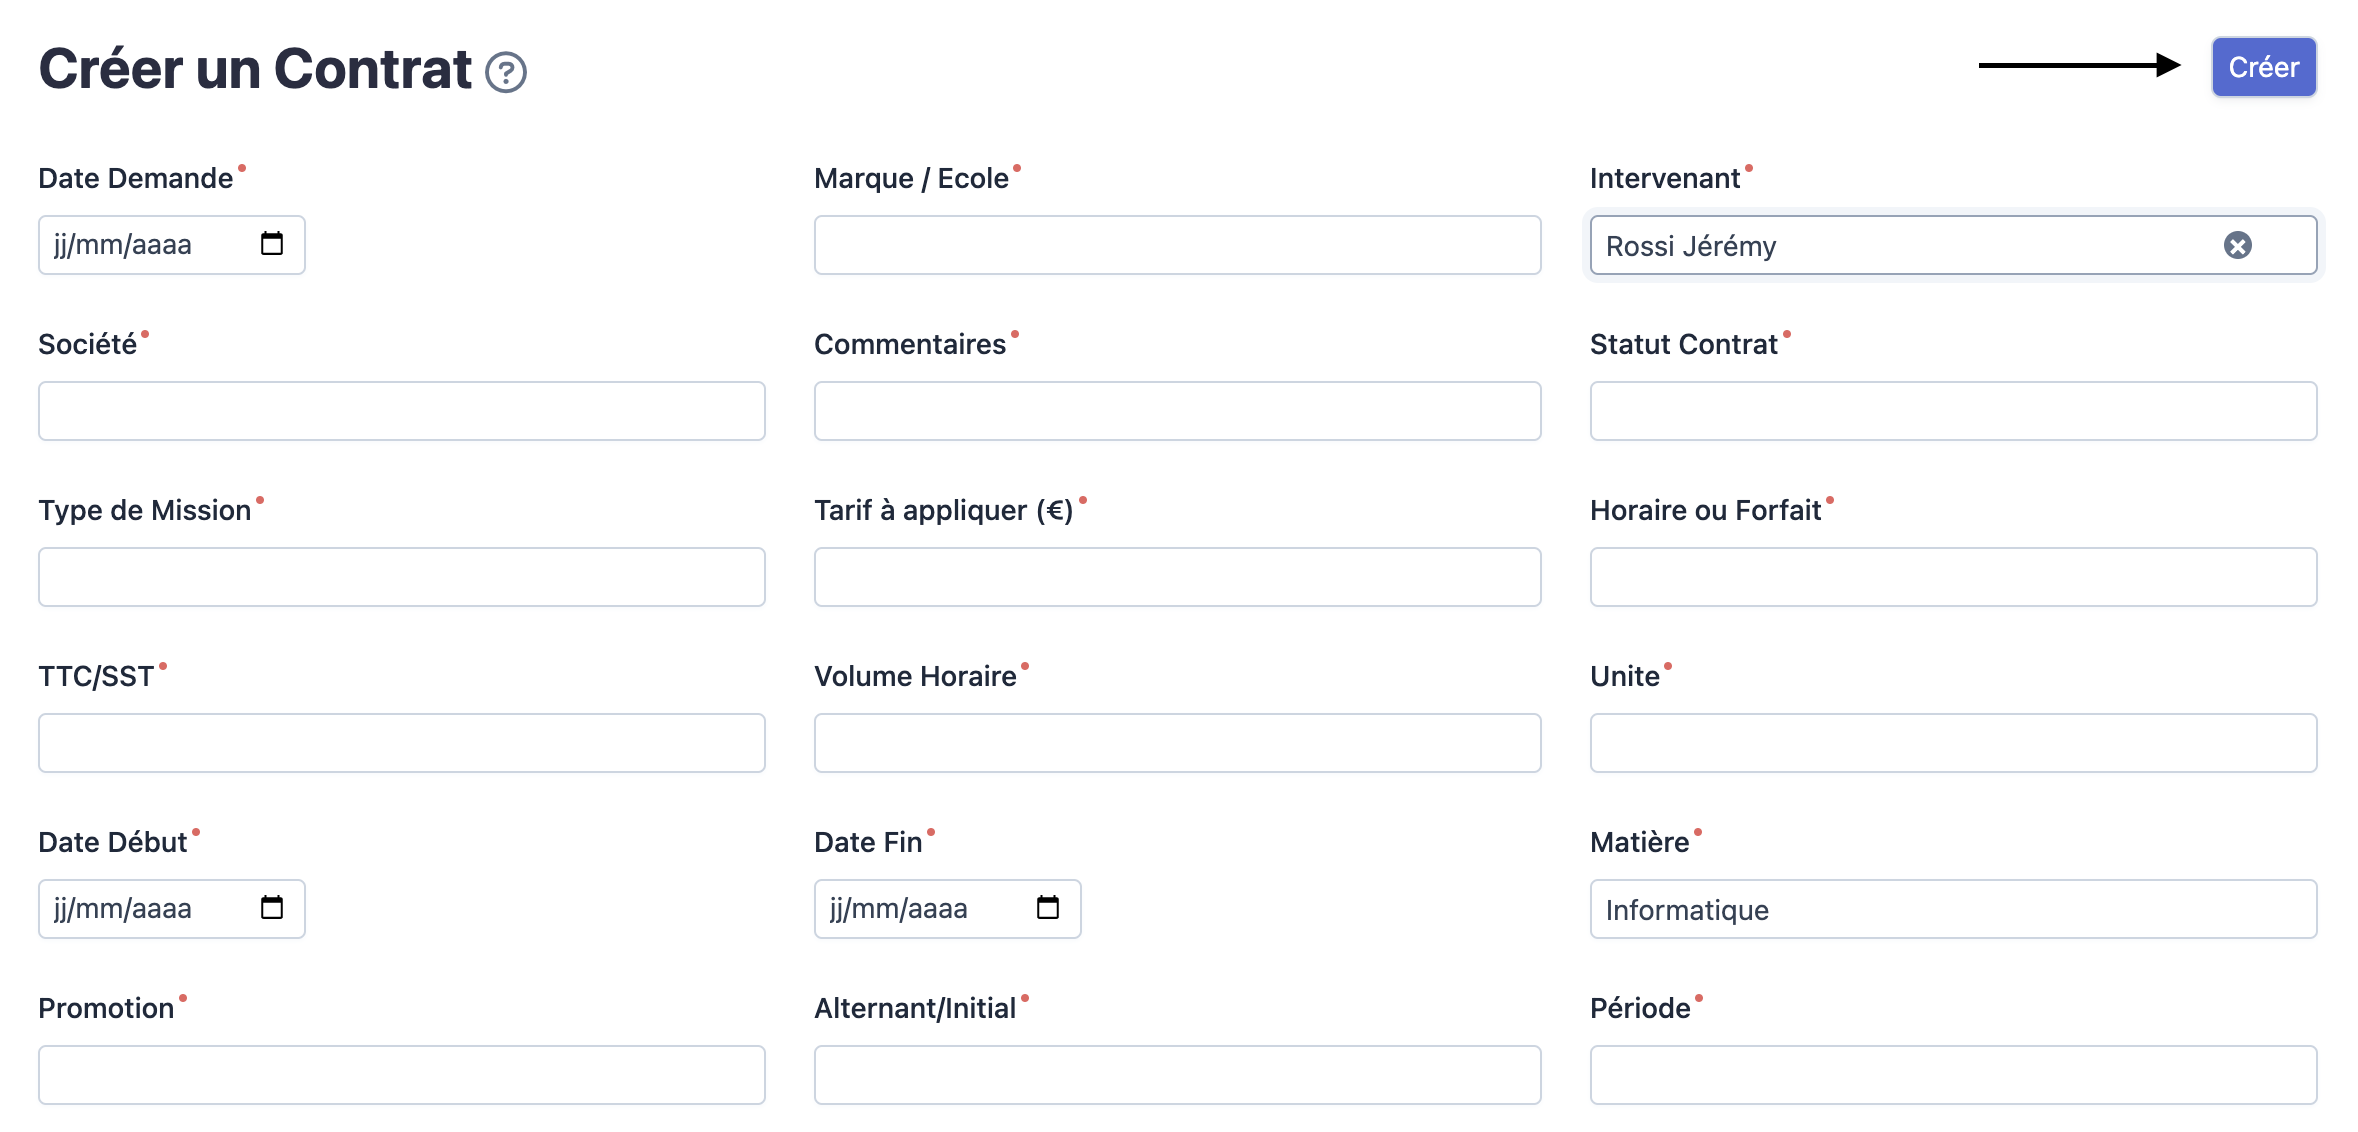 Créer un Contrat ?
Créer
Date Demande
Marque / Ecole
Intervenant
jj/mm/aaaa
Rossi Jérémy
Société
Commentaires
Statut Contrat
Type de Mission
Tarif à appliquer (€)
Horaire ou Forfait
TTC/SST
Volume Horaire
Unite
Date Début
Date Fin
Matière
jj/mm/aaaa
jj/mm/aaaa
Informatique
Promotion
Alternant/Initial
Période